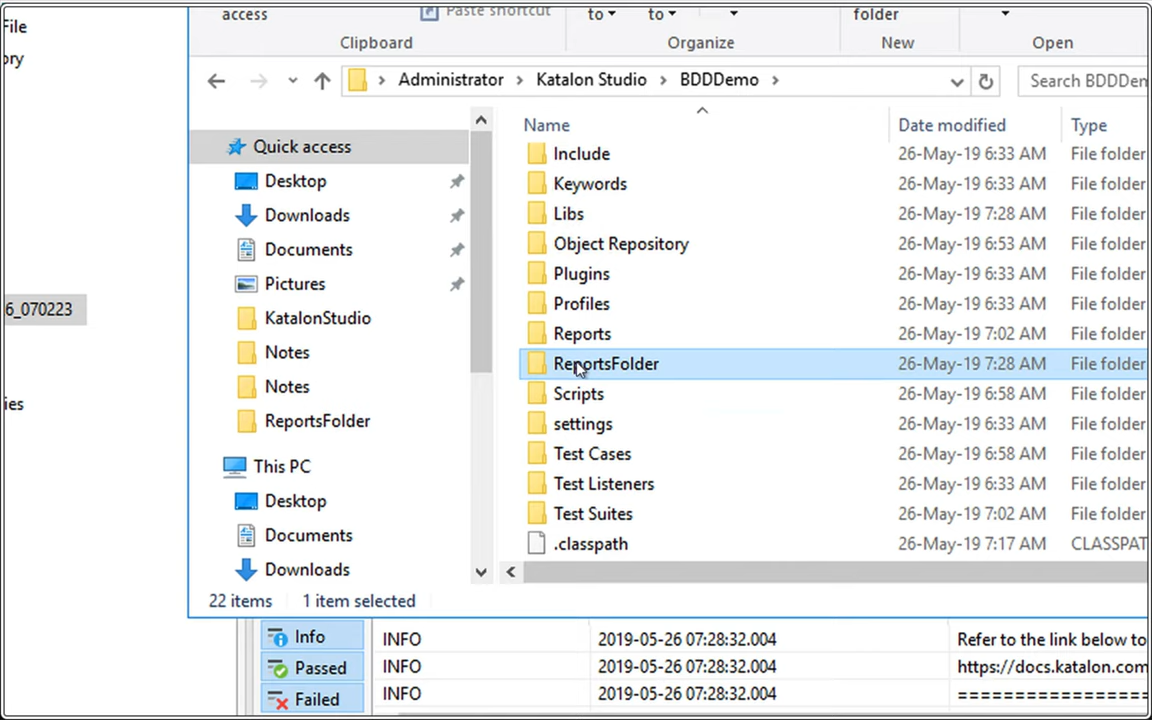 File
access
Paste shortcut
to
to
folder
ory
Clipboard
Organize
New
Open
Administrator > Katalon Studio > BDDDemo >
Search BDDDem
Name
Date modified
Type
Quick access
Include
26-May-19 6:33 AM
File folder
Desktop
Keywords
26-May-19 6:33 AM
File folder
Downloads
Libs
26-May-19 7:28 AM
File folder
Documents
Object Repository
26-May-19 6:53 AM
File folder
Pictures
Plugins
26-May-19 6:33 AM
File folder
6_070223
KatalonStudio
Profiles
26-May-19 6:33 AM
File folder
Notes
Reports
26-May-19 7:02 AM
File folder
Notes
ReportsFolder
26-May-19 7:28 AM
File folder
ies
ReportsFolder
Scripts
26-May-19 6:58 AM
File folder
settings
26-May-19 6:33 AM
File folder
This PC
Test Cases
26-May-19 6:58 AM
File folder
Desktop
Test Listeners
26-May-19 6:33 AM
File folder
Documents
Test Suites
26-May-19 7:02 AM
File folder
Downloads
.classpath
26-May-19 7:17 AM
CLASSPAT
22 items
1 item selected
Info
INFO
2019-05-26 07:28:32.004
Refer to the link below to
Passed
INFO
2019-05-26 07:28:32.004
https://docs.katalon.com
Failed
INFO
2019-05-26 07:28:32.004
==================